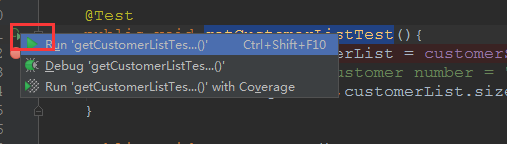 @Test
public void getCustomerListTest(){
Run 'getCustomerListTes...()' Ctrl+Shift+F10
erList = customerS
Debug 'getCustomerListTes...()'
ustomer number =
Run 'getCustomerListTes...()' with Coverage
.customerList.size
}